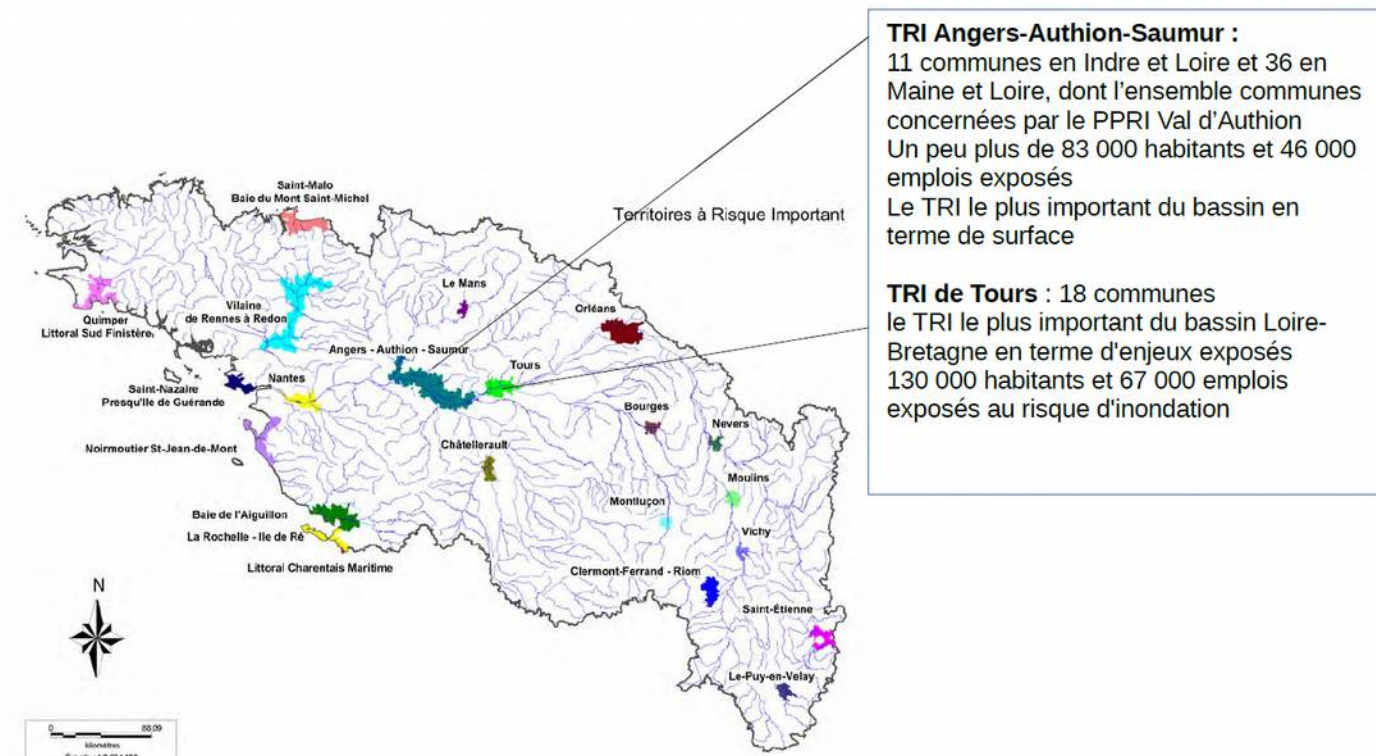 TRI Angers-Authion-Saumur :
11 communes en Indre et Loire et 36 en
Maine et Loire, dont l'ensemble communes
concernées par le PPRI Val d'Authion
Un peu plus de 83 000 habitants et 46 000
emplois exposés
Le TRI le plus important du bassin en
terme de surface
TRI de Tours : 18 communes
le TRI le plus important du bassin Loire-
Bretagne en terme d'enjeux exposés
130 000 habitants et 67 000 emplois
exposés au risque d'inondation
Territoires à Risque Important
Saint-Malo
Baie du Mont Saint-Michel
Le Mans
Quimper
Littoral Sud Finistère
Vilaine
de Rennes à Redon
Orléans
Angers - Authion - Saumur
Tours
Saint-Nazaire
Presqu'île de Guérande
Nantes
Bourges
Nevers
Noirmoutier St-Jean-de-Mont
Châtellerault
Moulins
Montluçon
Baie de l'Aiguillon
La Rochelle - Ile de Ré
Vichy
Littoral Charentais Maritime
Clermont-Ferrand - Riom
Saint-Étienne
Le-Puy-en-Velay
N
0 88,09
kilomètres